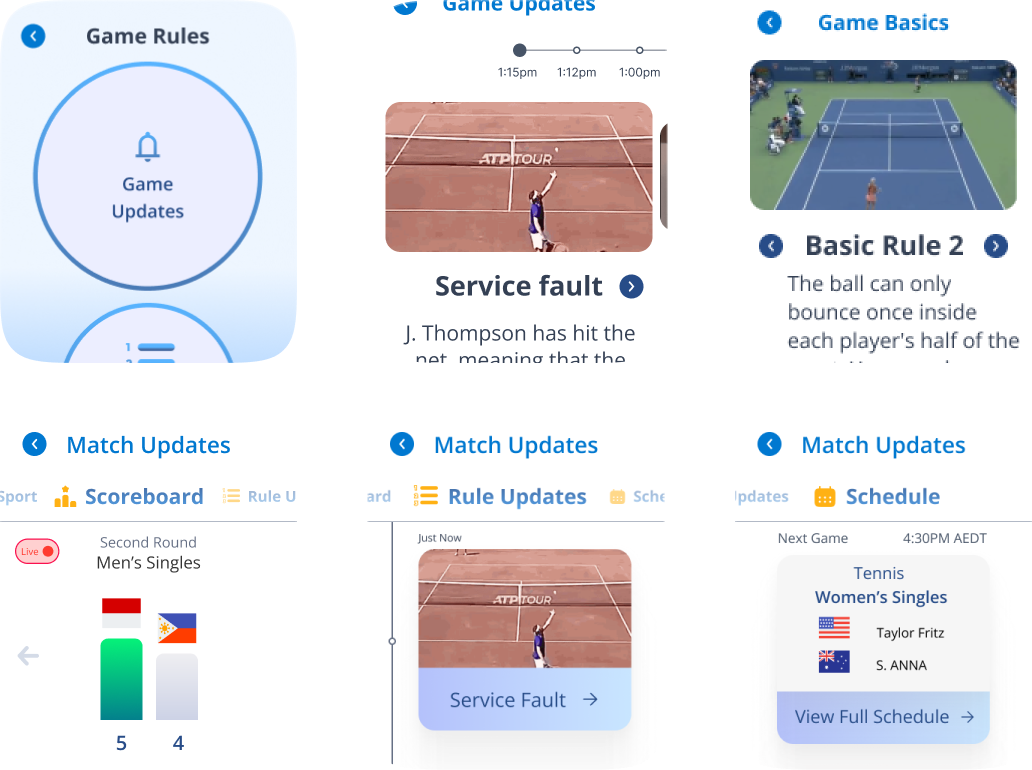 Game Rules
Game
Updates
1
Game Updates
1:15pm
1:12pm
1:00pm
ATP TOUR
Service fault
J. Thompson has hit the
net, meaning that the
Game Basics
Basic Rule 2
The ball can only
bounce once inside
each player's half of the
Match Updates
Sport
Scoreboard
Rule U
Live
Second Round
Men’s Singles
5
4
Match Updates
ard
Rule Updates
Sche
Just Now
ATP TOUR
Service Fault
Match Updates
Updates
Schedule
Next Game
4:30PM AEDT
Tennis
Women’s Singles
Taylor Fritz
S. ANNA
View Full Schedule